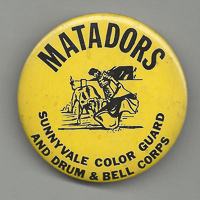 MATADORS
SUNNYVALE COLOR GUARD
AND DRUM & BELL CORPS